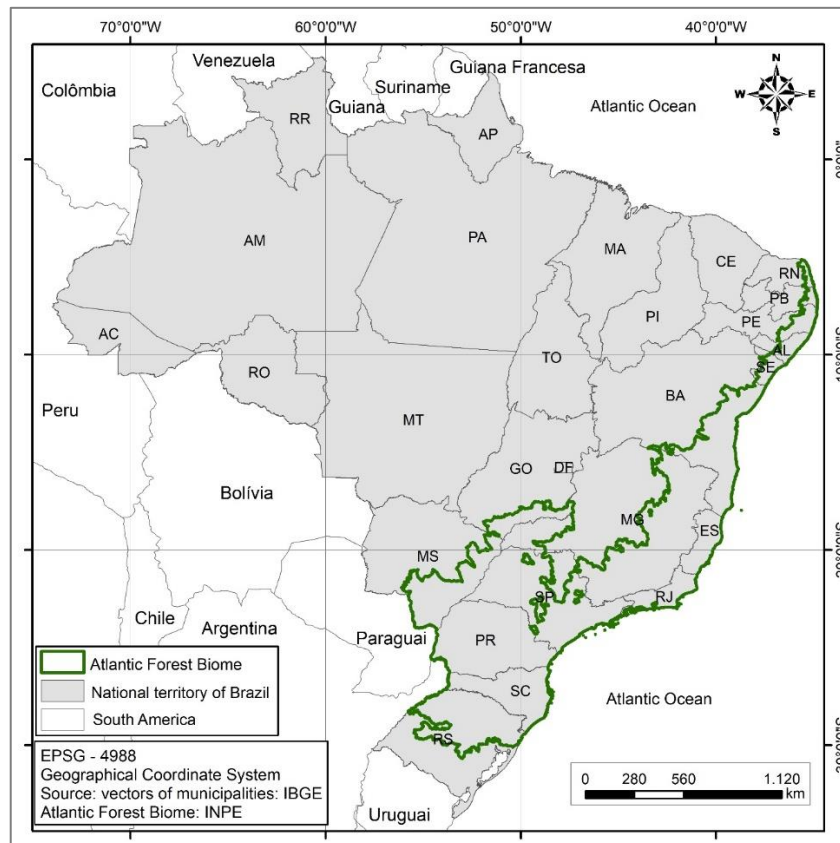 70°0'0"W 60°0'0"W 50°0'0"W 40°0'0"W
Venezuela
Colômbia
Guiana
Suriname
Guiana Francesa
Atlantic Ocean
N
W E
S
RR
AP
0°0'0"
AM
PA
MA
CE
RN
PB
PE
AL
SE
PI
AC
RO
TO
BA
Peru
MT
GO
DF
Bolívia
MG
ES
MS
SP
RJ
Chile
Argentina
Paraguai
PR
SC
Atlantic Ocean
RS
Uruguai
Atlantic Forest Biome
National territory of Brazil
South America
EPSG - 4988
Geographical Coordinate System
Source: vectors of municipalities: IBGE
Atlantic Forest Biome: INPE
0 280 560 1.120
km